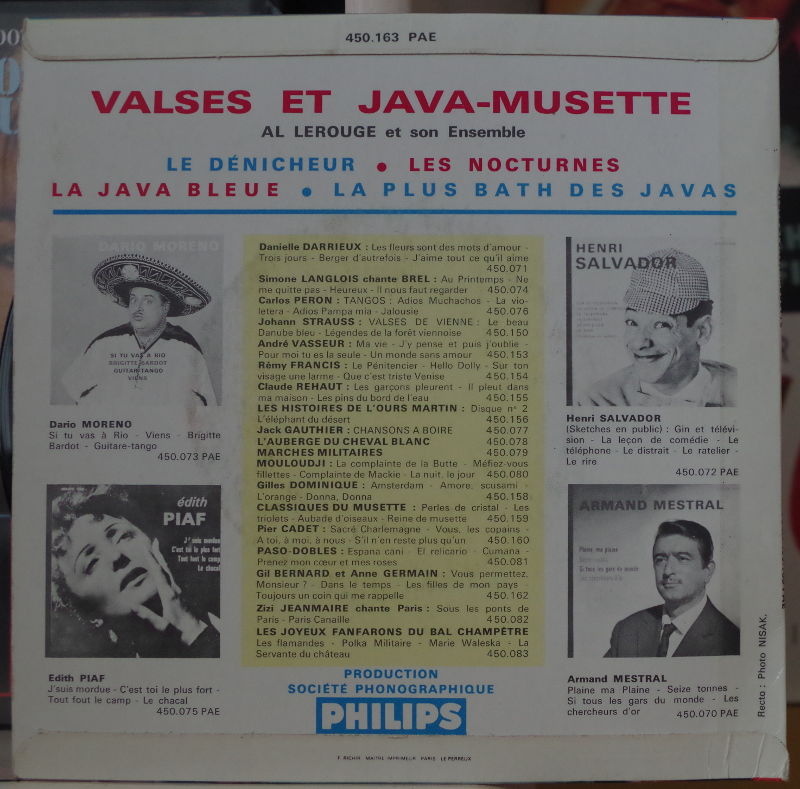 450.163 PAE
VALSES ET JAVA-MUSETTE
AL LEROUGE et son Ensemble
LE DÉNICHEUR • LES NOCTURNES
LA JAVA BLEUE • LA PLUS BATH DES JAVAS
DARIO MORENO
SI TU VAS A RIO
BRIGITTE BARDOT
GUITARE-TANGO
VIENS
Dario MORENO
Si tu vas à Rio - Viens - Brigitte
Bardot - Guitare-tango
450.073 PAE
édith
PIAF
J'suis mordue
C'est toi le plus fort
Tout fout le camp
Le chacal
Edith PIAF
J'suis mordue - C'est toi le plus fort -
Tout fout le camp - Le chacal
450.075 PAE
Danielle DARRIEUX : Les fleurs sont des mots d'amour -
Trois jours - Berger d'autrefois - J'aime tout ce qu'il aime
450.071
Simone LANGLOIS chante BREL : Au Printemps - Ne
me quitte pas - Heureux - Il nous faut regarder 450.074
Carlos PERON : TANGOS : Adios Muchachos - La vio-
letera - Adios Pampa mia - Jalousie 450.076
Johann STRAUSS : VALSES DE VIENNE : Le beau
Danube bleu - Légendes de la forêt viennoise 450.150
André VASSEUR : Ma vie - J'y pense et puis j'oublie -
Pour moi tu es la seule - Un monde sans amour 450.153
Rémy FRANCIS : Le Pénitencier - Hello Dolly - Sur ton
visage une larme - Que c'est triste Venise 450.154
Claude REHAUT : Les garçons pleurent - Il pleut dans
ma maison - Les pins du bord de l'eau 450.155
LES HISTOIRES DE L'OURS MARTIN : Disque n° 2
L'éléphant du désert 450.156
Jack GAUTHIER : CHANSONS A BOIRE 450.077
L'AUBERGE DU CHEVAL BLANC 450.078
MARCHES MILITAIRES 450.079
MOULOUDJI : La complainte de la Butte - Méfiez-vous
fillettes - Complainte de Mackie - La nuit, le jour 450.080
Gilles DOMINIQUE : Amsterdam - Amore, scusami -
L'orange - Donna, Donna 450.158
CLASSIQUES DU MUSETTE : Perles de cristal - Les
triolets - Aubade d'oiseaux - Reine de musette 450.159
Pier CADET : Sacré Charlemagne - Vous, les copains -
A toi, à moi, à nous - S'il n'en reste plus qu'un 450.160
PASO-DOBLES : Espana cani - El relicario - Cumana -
Prenez mon cœur et mes roses 450.081
Gil BERNARD et Anne GERMAIN : Vous permettez,
Monsieur ? - Dans le temps - Les filles de mon pays -
Toujours un coin qui me rappelle 450.162
Zizi JEANMAIRE chante Paris : Sous les ponts de
Paris - Paris Canaille 450.082
LES JOYEUX FANFARONS DU BAL CHAMPÊTRE
Les flamandes - Polka Militaire - Marie Waleska - La
Servante du château 450.083
HENRI
SALVADOR
Henri SALVADOR
(Sketches en public) : Gin et télévi-
sion - La leçon de comédie - Le
téléphone - Le distrait - Le ratelier -
Le rire
450.072 PAE
ARMAND MESTRAL
Plaine ma plaine
Si tous les gars du monde
Armand MESTRAL
Plaine ma Plaine - Seize tonnes -
Si tous les gars du monde - Les
chercheurs d'or 450.070 PAE
Recto : Photo NISAK.
PRODUCTION
SOCIÉTÉ PHONOGRAPHIQUE
PHILIPS
F. RICHIR MAITRE IMPRIMEUR PARIS LE PERREUX